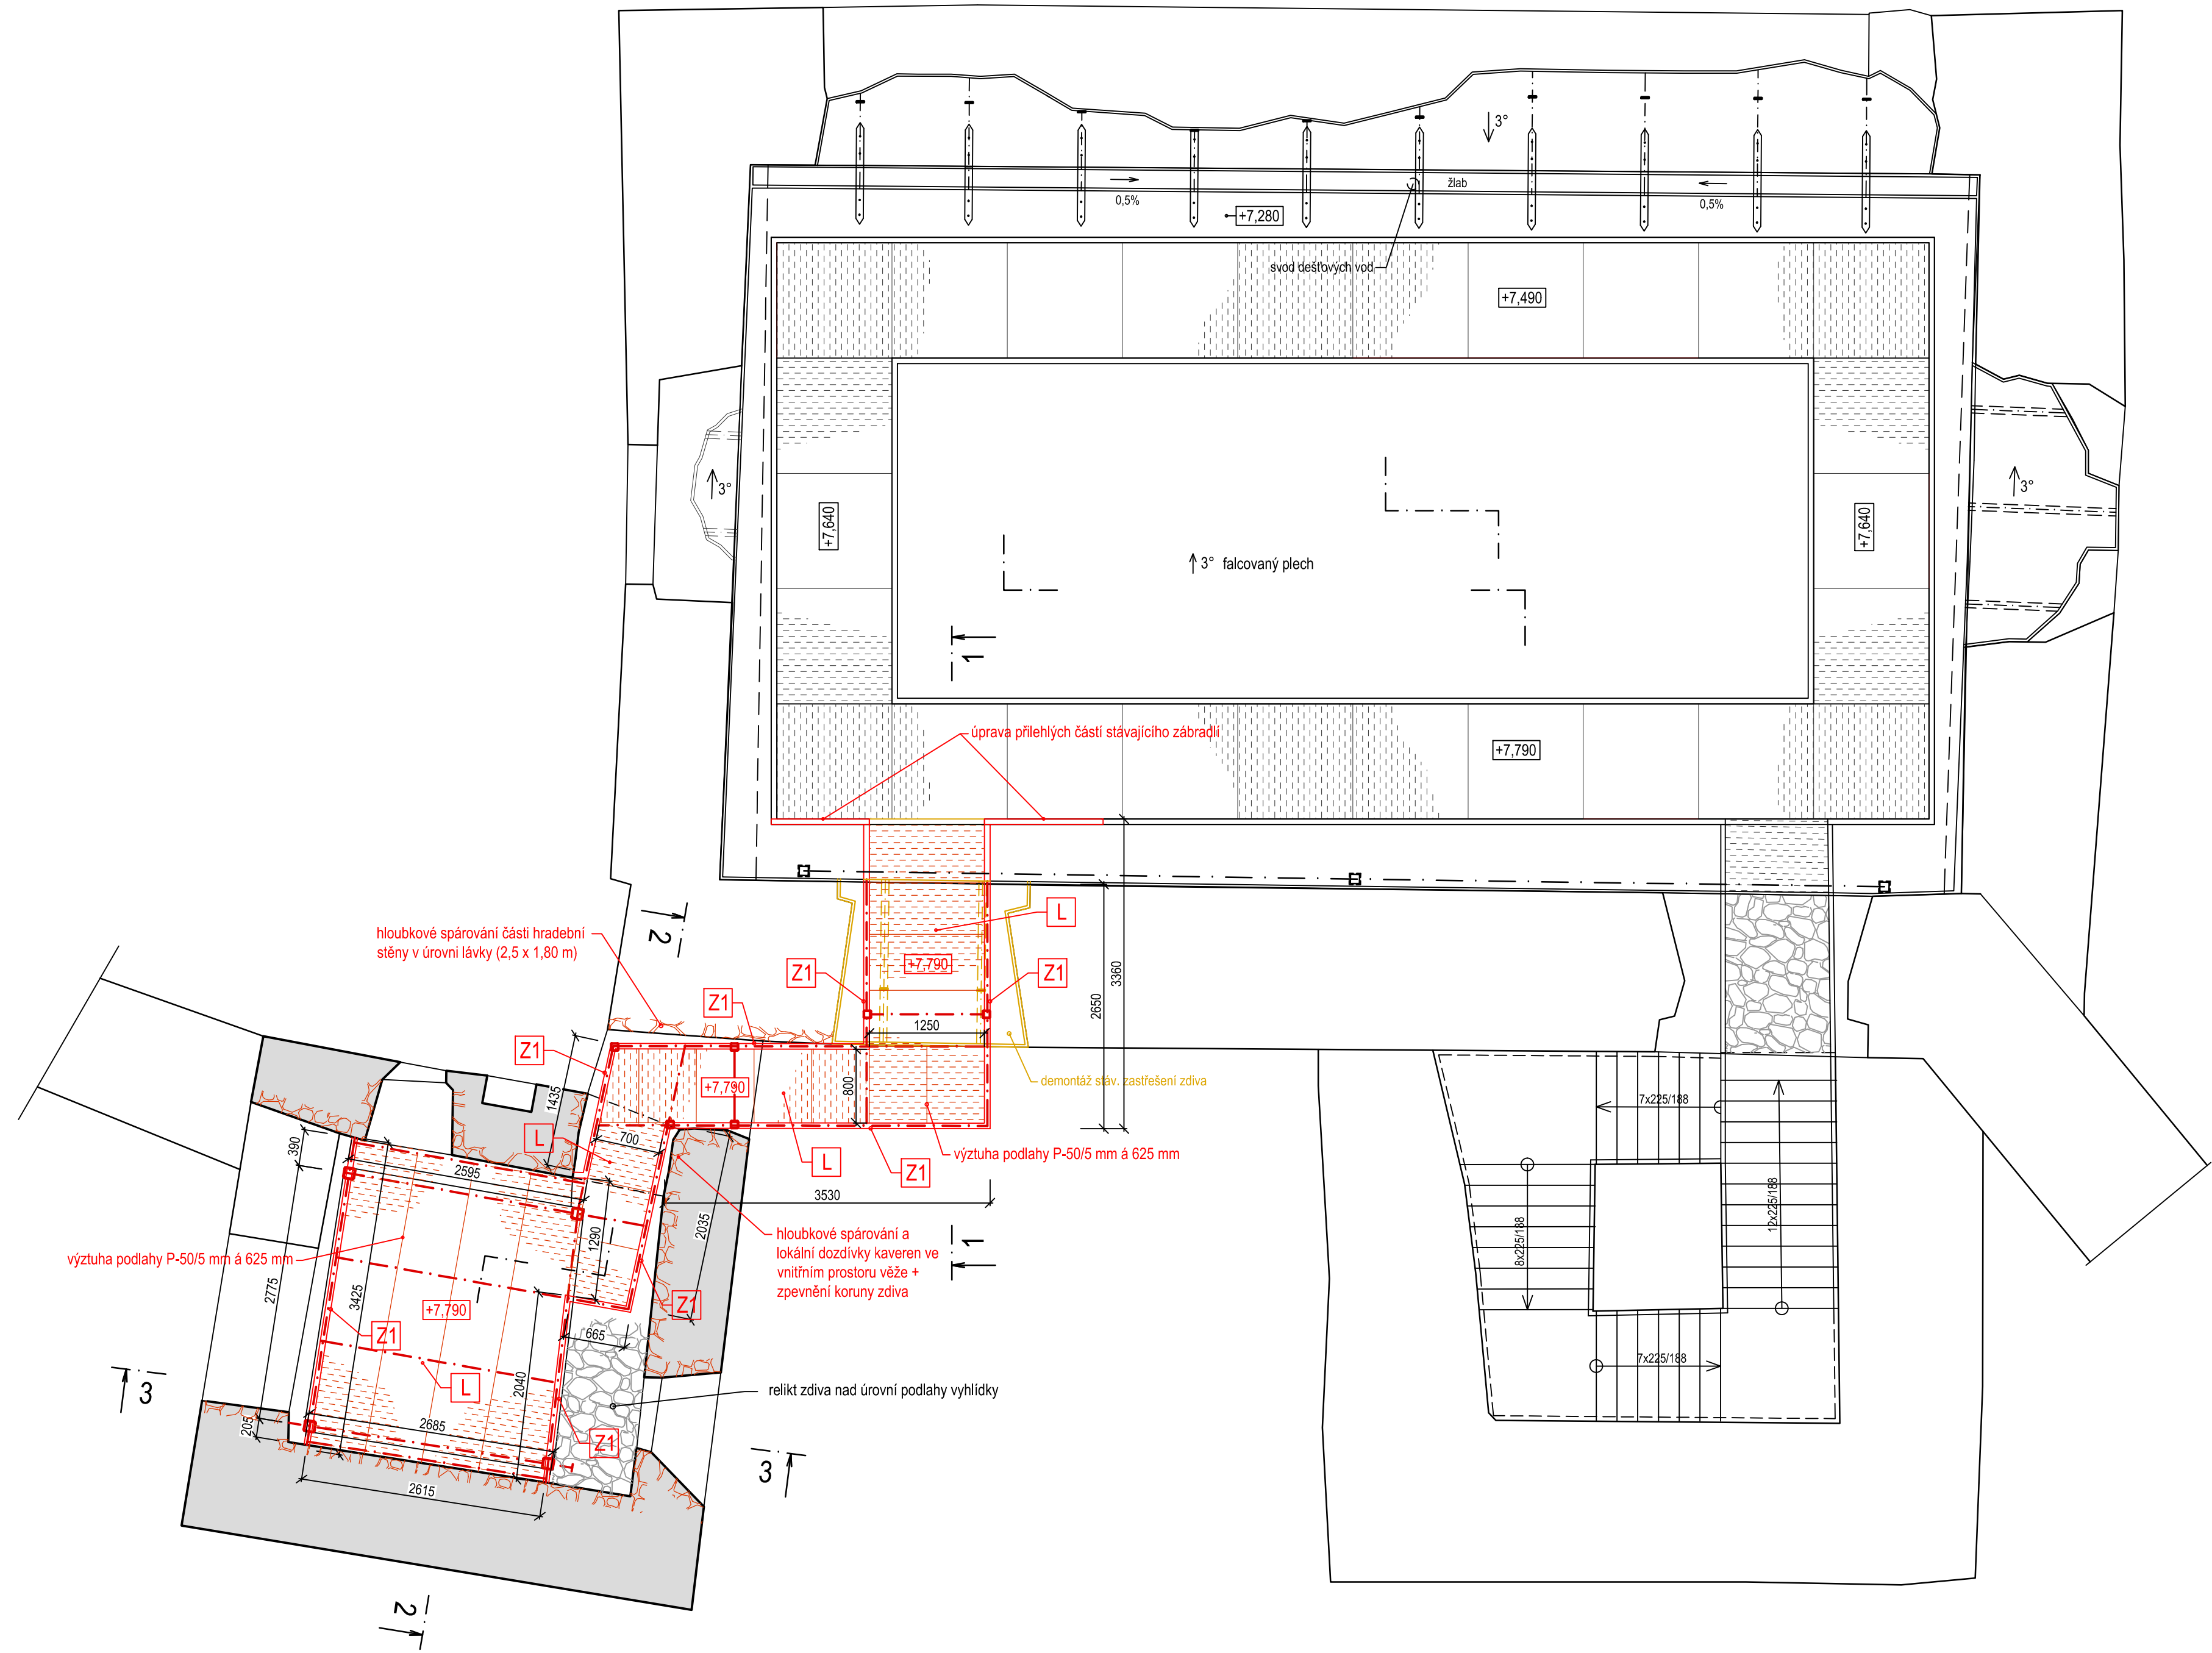 3°
žlab
0,5%
0,5%
+7,280
svod dešťových vod
+7,490
3°
3°
+7,640
+7,640
3° falcovaný plech
1
úprava přilehlých částí stávajícího zábradlí
+7,790
L
2
hloubkové spárování části hradební
stěny v úrovni lávky (2,5 x 1,80 m)
+7,790
Z1
Z1
Z1
3360
2650
1250
Z1
1435
+7,790
800
demontáž stáv. zastřešení zdiva
7x225/188
390
L
700
2595
L
Z1
výztuha podlahy P-50/5 mm á 625 mm
3530
12x225/188
8x225/188
2035
1290
hloubkové spárování a
lokální dozdívky kaveren ve
vnitřním prostoru věže +
zpevnění koruny zdiva
1
výztuha podlahy P-50/5 mm á 625 mm
2775
3425
+7,790
Z1
Z1
665
7x225/188
3
L
2040
relikt zdiva nad úrovní podlahy vyhlídky
205
2685
Z1
3
2615
2